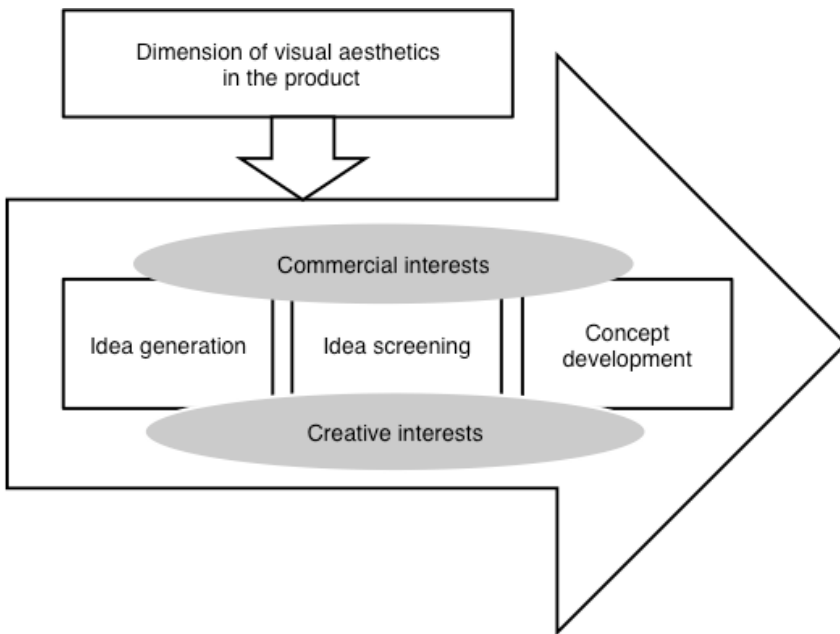 Dimension of visual aesthetics
in the product
Commercial interests
Idea generation
Idea screening
Concept
development
Creative interests